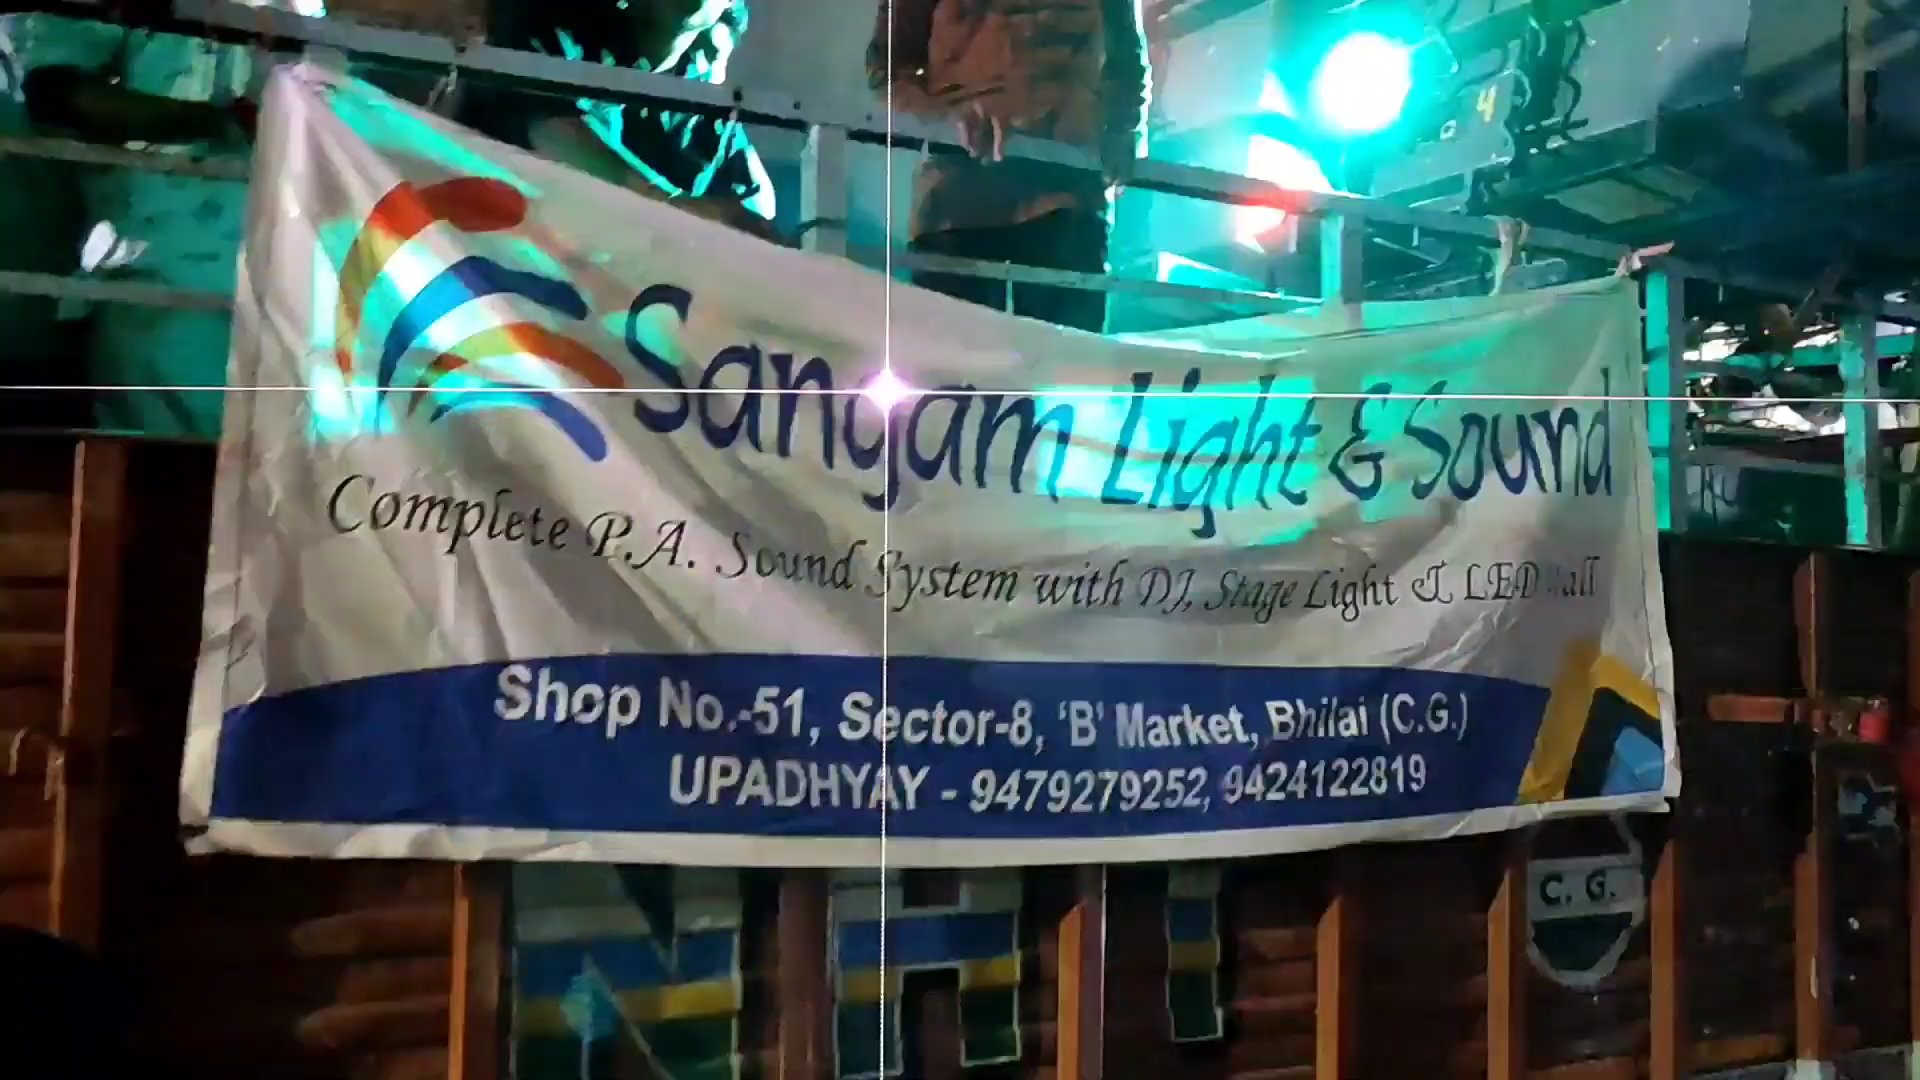 4
Sangam Light & Sound
Complete P.A. Sound System with DJ, Stage Light & LED
Shop No.-51, Sector-8, 'B' Market, Bhilai (C.G.)
UPADHYAY - 9479279252, 9424122819
C. G.